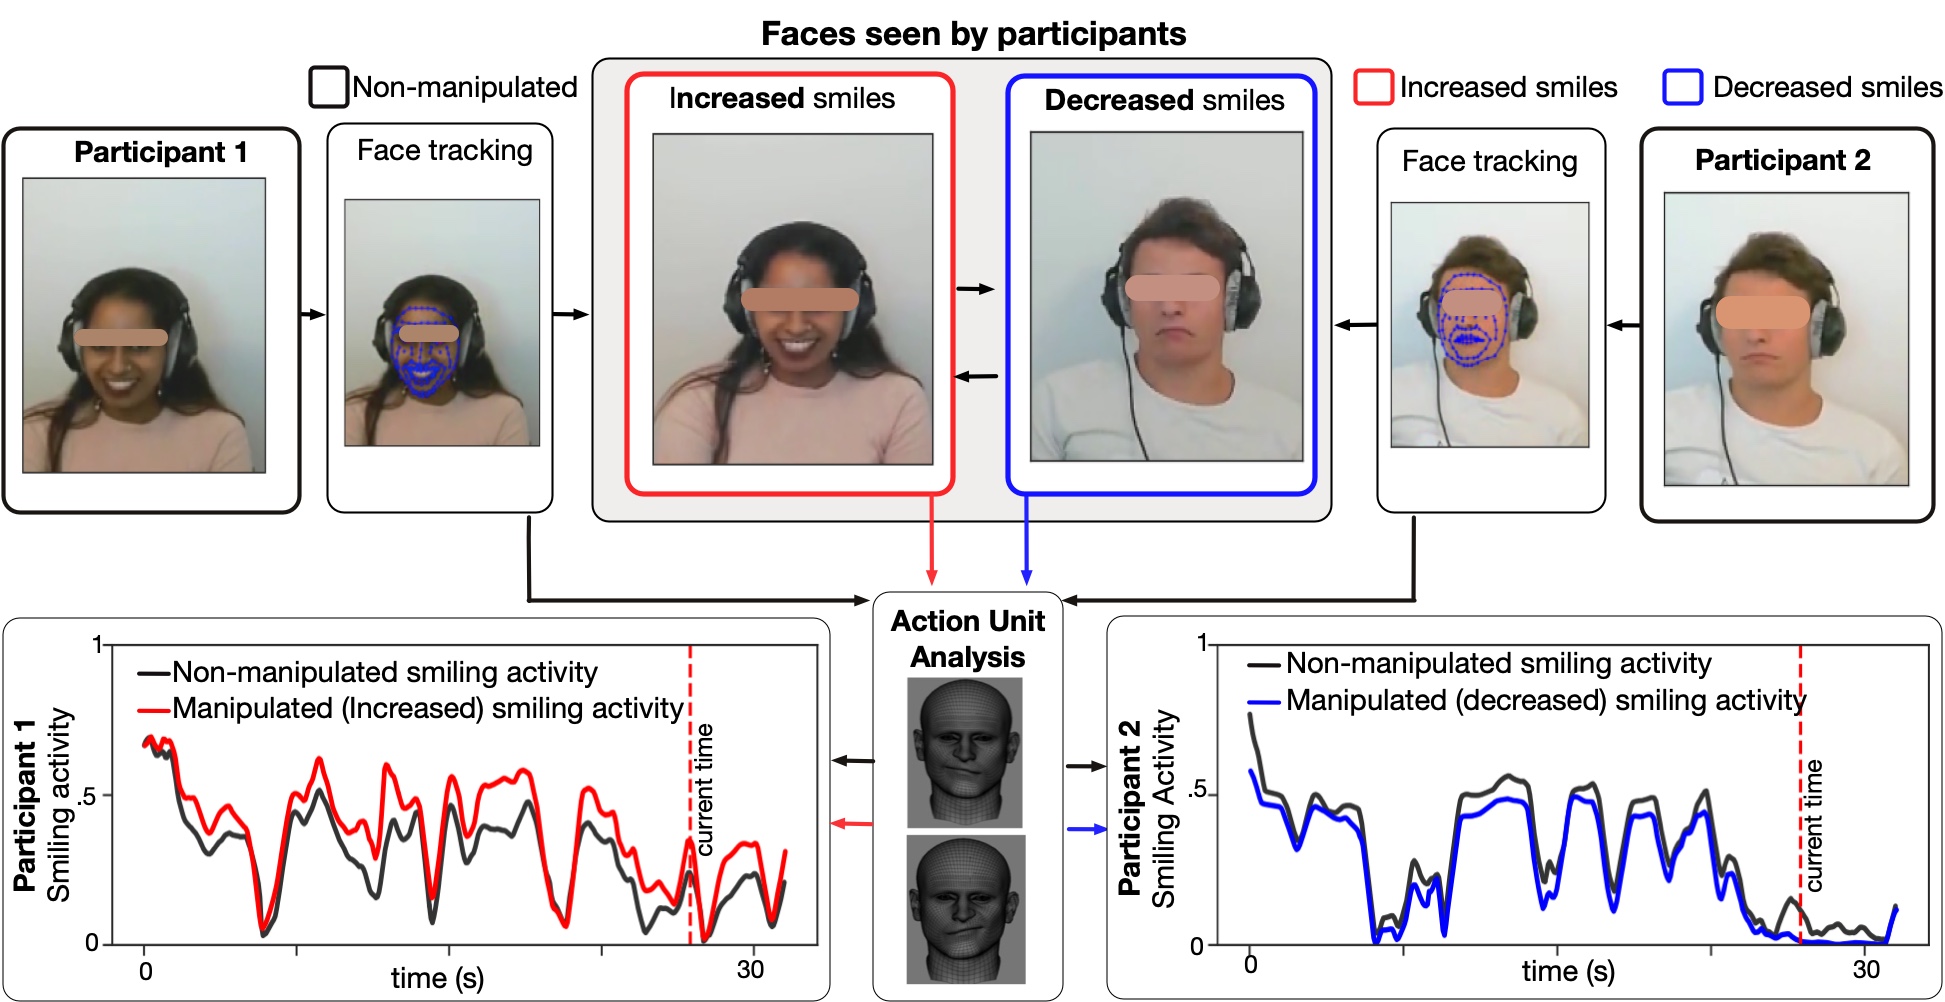 Faces seen by participants
Non-manipulated
Increased smiles
Decreased smiles
Increased smiles
Decreased smiles
Participant 1
Face tracking
Face tracking
Participant 2
Action Unit
Analysis
1
.5
0
Participant 1
Smiling activity
Non-manipulated smiling activity
Manipulated (Increased) smiling activity
current time
0
30
time (s)
1
.5
0
Participant 2
Smiling Activity
Non-manipulated smiling activity
Manipulated (decreased) smiling activity
current time
0
30
time (s)